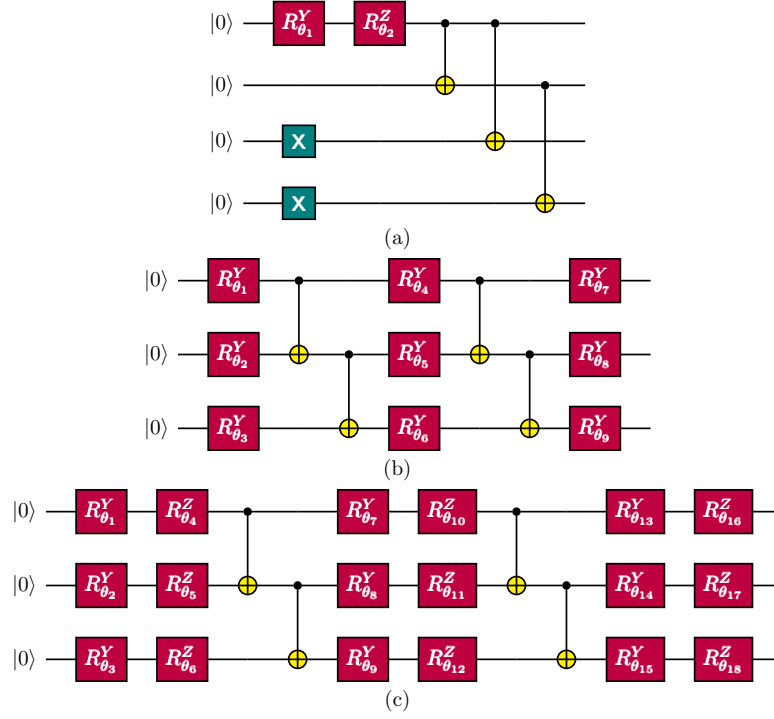 |0⟩ R^Y_θ₁ R^Z_θ₂
|0⟩
|0⟩ X
|0⟩ X
(a)
|0⟩ R^Y_θ₁ R^Y_θ₄ R^Y_θ₇
|0⟩ R^Y_θ₂ R^Y_θ₅ R^Y_θ₈
|0⟩ R^Y_θ₃ R^Y_θ₆ R^Y_θ₉
(b)
|0⟩ R^Y_θ₁ R^Z_θ₄ R^Y_θ₇ R^Z_θ₁₀ R^Y_θ₁₃ R^Z_θ₁₆
|0⟩ R^Y_θ₂ R^Z_θ₅ R^Y_θ₈ R^Z_θ₁₁ R^Y_θ₁₄ R^Z_θ₁₇
|0⟩ R^Y_θ₃ R^Z_θ₆ R^Y_θ₉ R^Z_θ₁₂ R^Y_θ₁₅ R^Z_θ₁₈
(c)